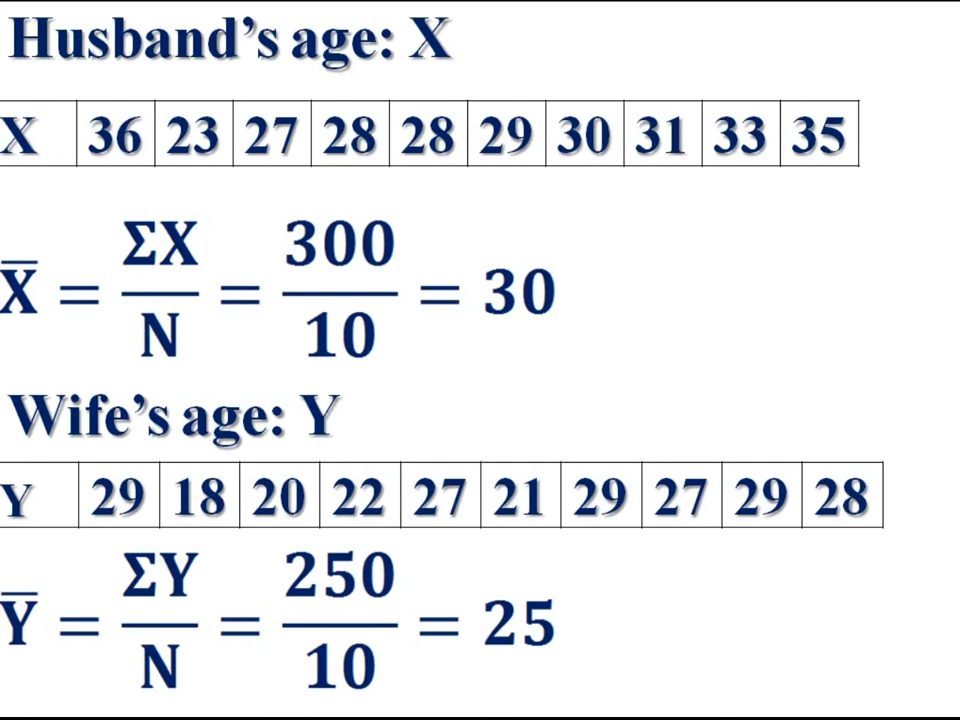 Husband's age: X
X 36 23 27 28 28 29 30 31 33 35
X̅ = ΣX/N = 300/10 = 30
Wife's age: Y
Y 29 18 20 22 27 21 29 27 29 28
Y̅ = ΣY/N = 250/10 = 25